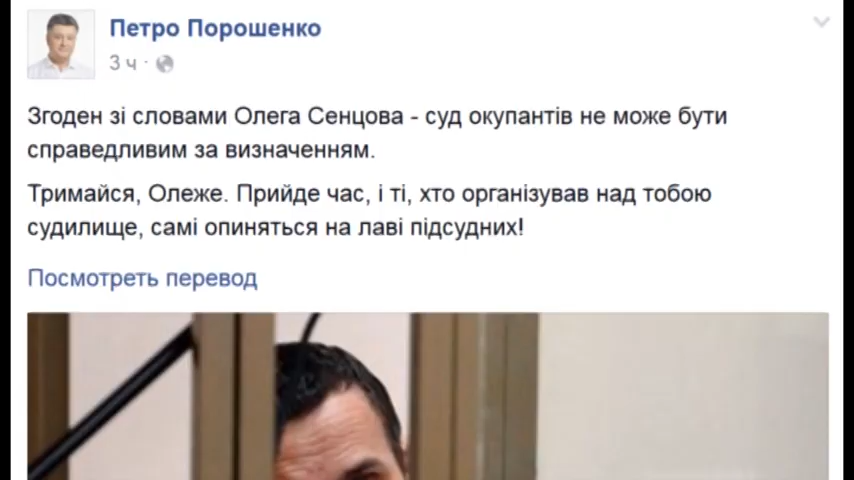 Петро Порошенко
3 ч ·
Згоден зі словами Олега Сенцова - суд окупантів не може бути
справедливим за визначенням.
Тримайся, Олеже. Прийде час, і ті, хто організував над тобою
судилище, самі опиняться на лаві підсудних!
Посмотреть перевод